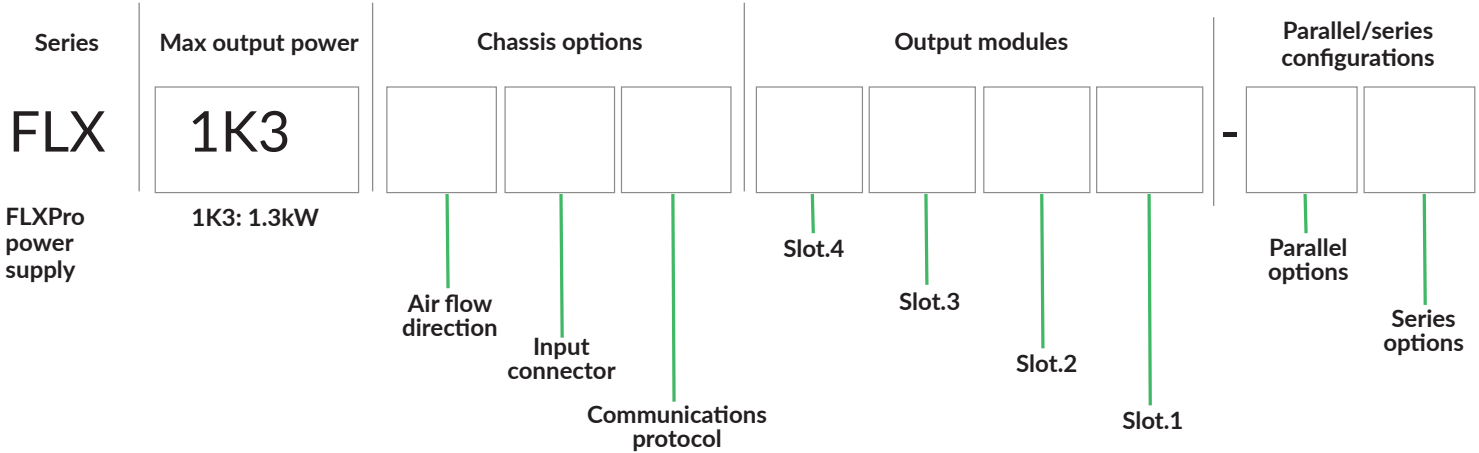 Series
Max output power
Chassis options
Output modules
Parallel/series
configurations
FLX
1K3
-
FLXPro
power
supply
1K3: 1.3kW
Air flow
direction
Input
connector
Communications
protocol
Slot.4
Slot.3
Slot.2
Slot.1
Parallel
options
Series
options